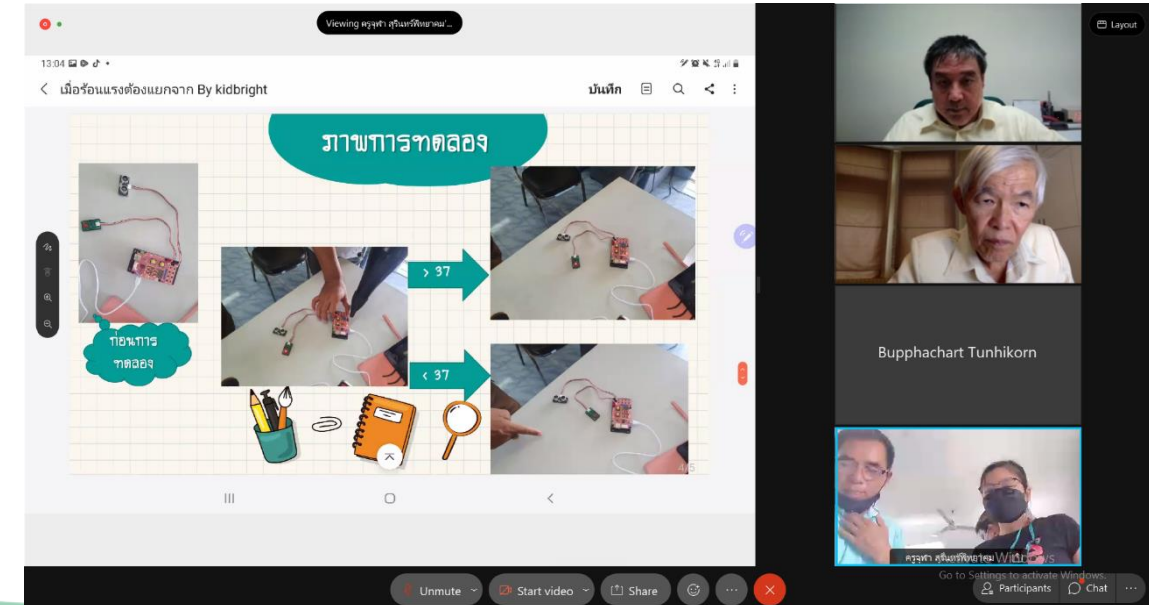 Viewing ครูจุฬา สุรินทร์พิทยาคม'...
Layout
13:04
เมื่อร้อนแรงต้องแยกจาก By kidbright
บันทึก
ภาพการทดลอง
> 37
ก่อนการ
ทดลอง
< 37
4/5
Bupphachart Tunhikorn
ครูจุฬา สุรินทร์พิทยาคม
Windows
Go to Settings to activate Windows.
Unmute
Start video
Share
Participants
Chat